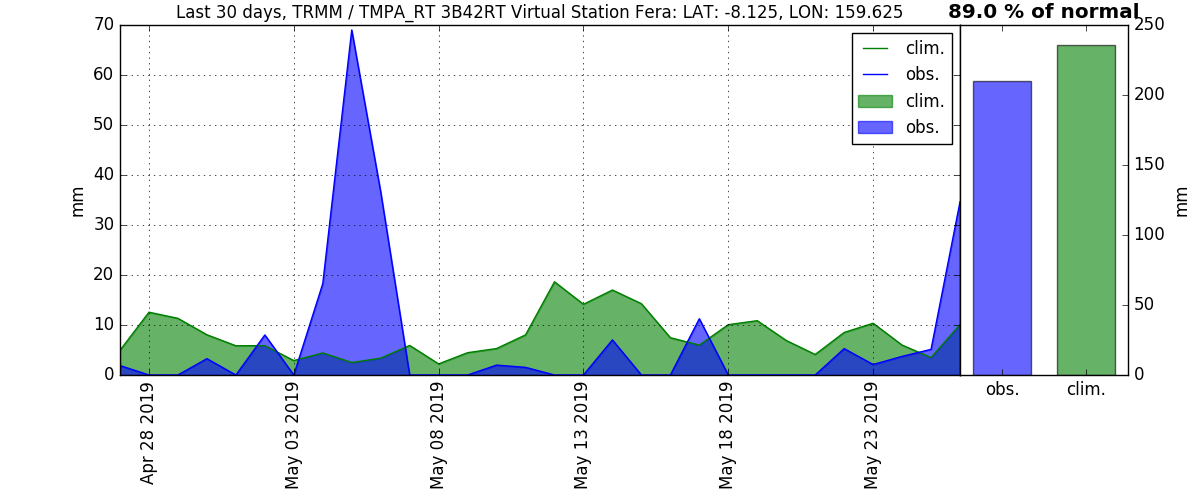 Last 30 days, TRMM / TMPA_RT 3B42RT Virtual Station Fera: LAT: -8.125, LON: 159.625
89.0 % of normal
70
60
50
40
30
20
10
0
mm
clim.
obs.
clim.
obs.
Apr 28 2019
May 03 2019
May 08 2019
May 13 2019
May 18 2019
May 23 2019
250
200
150
100
50
0
mm
obs.
clim.